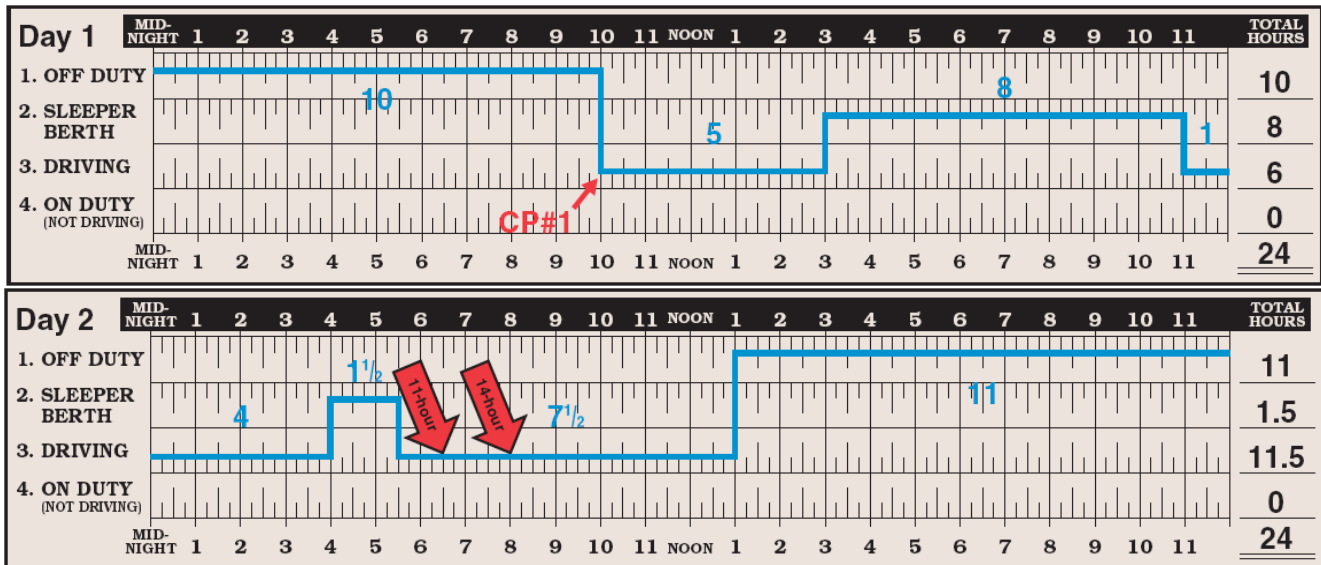 Day 1
MID-NIGHT 1 2 3 4 5 6 7 8 9 10 11 NOON 1 2 3 4 5 6 7 8 9 10 11 TOTAL HOURS
1. OFF DUTY 10 8 10
2. SLEEPER BERTH 5 1 8
3. DRIVING 6
4. ON DUTY (NOT DRIVING) CP#1 0
MID-NIGHT 1 2 3 4 5 6 7 8 9 10 11 NOON 1 2 3 4 5 6 7 8 9 10 11 24
Day 2
MID-NIGHT 1 2 3 4 5 6 7 8 9 10 11 NOON 1 2 3 4 5 6 7 8 9 10 11 TOTAL HOURS
1. OFF DUTY 1 1/2 11
2. SLEEPER BERTH 4 11-hour 14-hour 7 1/2 11 1.5
3. DRIVING 11.5
4. ON DUTY (NOT DRIVING) 0
MID-NIGHT 1 2 3 4 5 6 7 8 9 10 11 NOON 1 2 3 4 5 6 7 8 9 10 11 24